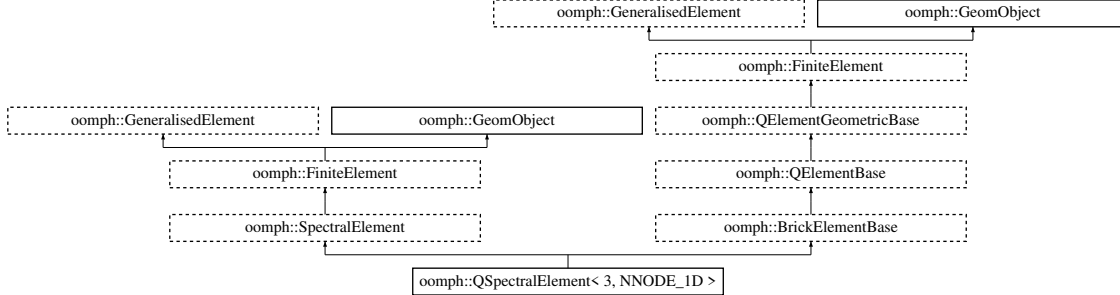 oomph::GeneralisedElement oomph::GeomObject
oomph::FiniteElement
oomph::GeneralisedElement oomph::GeomObject oomph::QElementGeometricBase
oomph::FiniteElement oomph::QElementBase
oomph::SpectralElement oomph::BrickElementBase
oomph::QSpectralElement< 3, NNODE_1D >